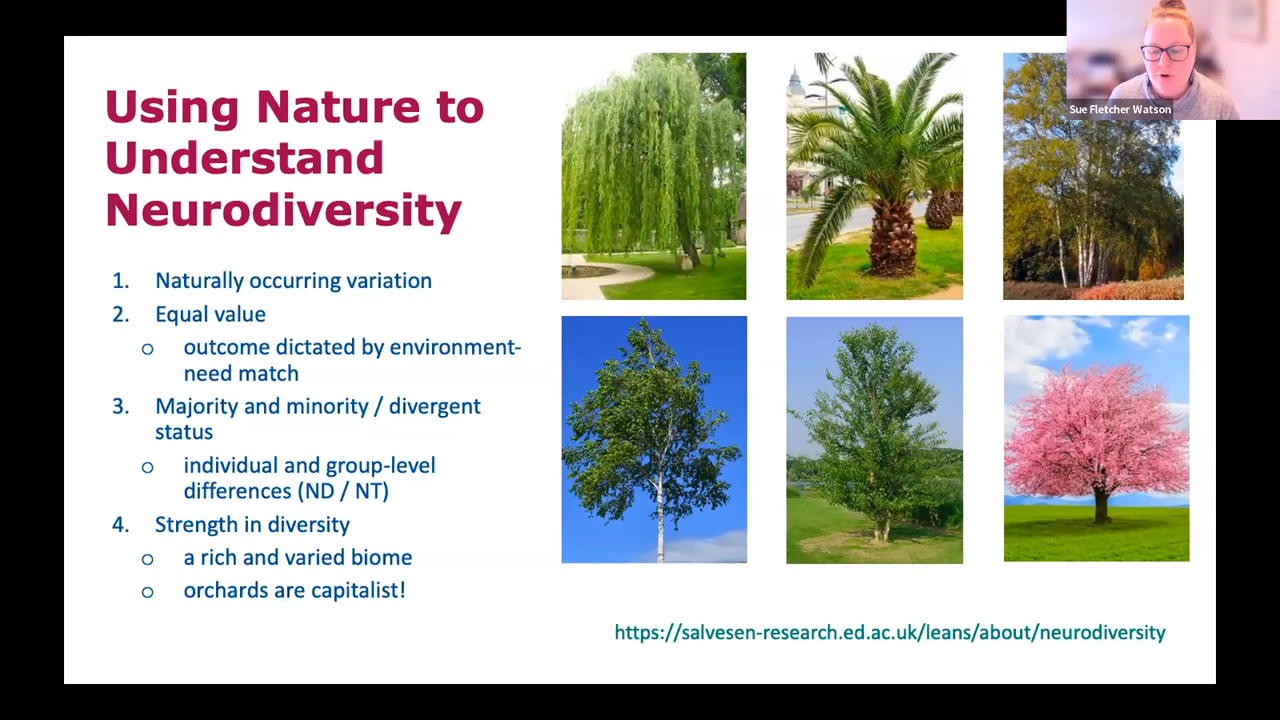 Using Nature to
Understand
Neurodiversity
1. Naturally occurring variation
2. Equal value
o outcome dictated by environment-
need match
3. Majority and minority / divergent
status
o individual and group-level
differences (ND / NT)
4. Strength in diversity
o a rich and varied biome
o orchards are capitalist!
Sue Fletcher Watson
https://salvesen-research.ed.ac.uk/leans/about/neurodiversity